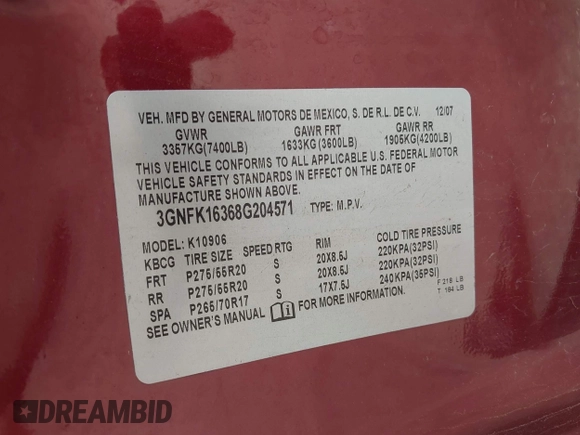 VEH. MFD BY GENERAL MOTORS DE MEXICO, S. DE R.L. DE C.V. 12/07
GVWR GAWR FRT GAWR RR
3357KG(7400LB) 1633KG(3600LB) 1905KG(4200LB)
THIS VEHICLE CONFORMS TO ALL APPLICABLE U.S. FEDERAL MOTOR
VEHICLE SAFETY STANDARDS IN EFFECT ON THE DATE OF
MANUFACTURE SHOWN ABOVE.
3GNFK16368G204571 TYPE: M.P.V.
MODEL: K10906
KBCG TIRE SIZE SPEED RTG RIM COLD TIRE PRESSURE
FRT P275/55R20 S 20X8.5J 220KPA(32PSI)
RR P275/55R20 S 20X8.5J 220KPA(32PSI)
SPA P265/70R17 S 17X7.5J 240KPA(35PSI)
SEE OWNER'S MANUAL FOR MORE INFORMATION.
F 218 LB
T 184 LB
DREAMBID